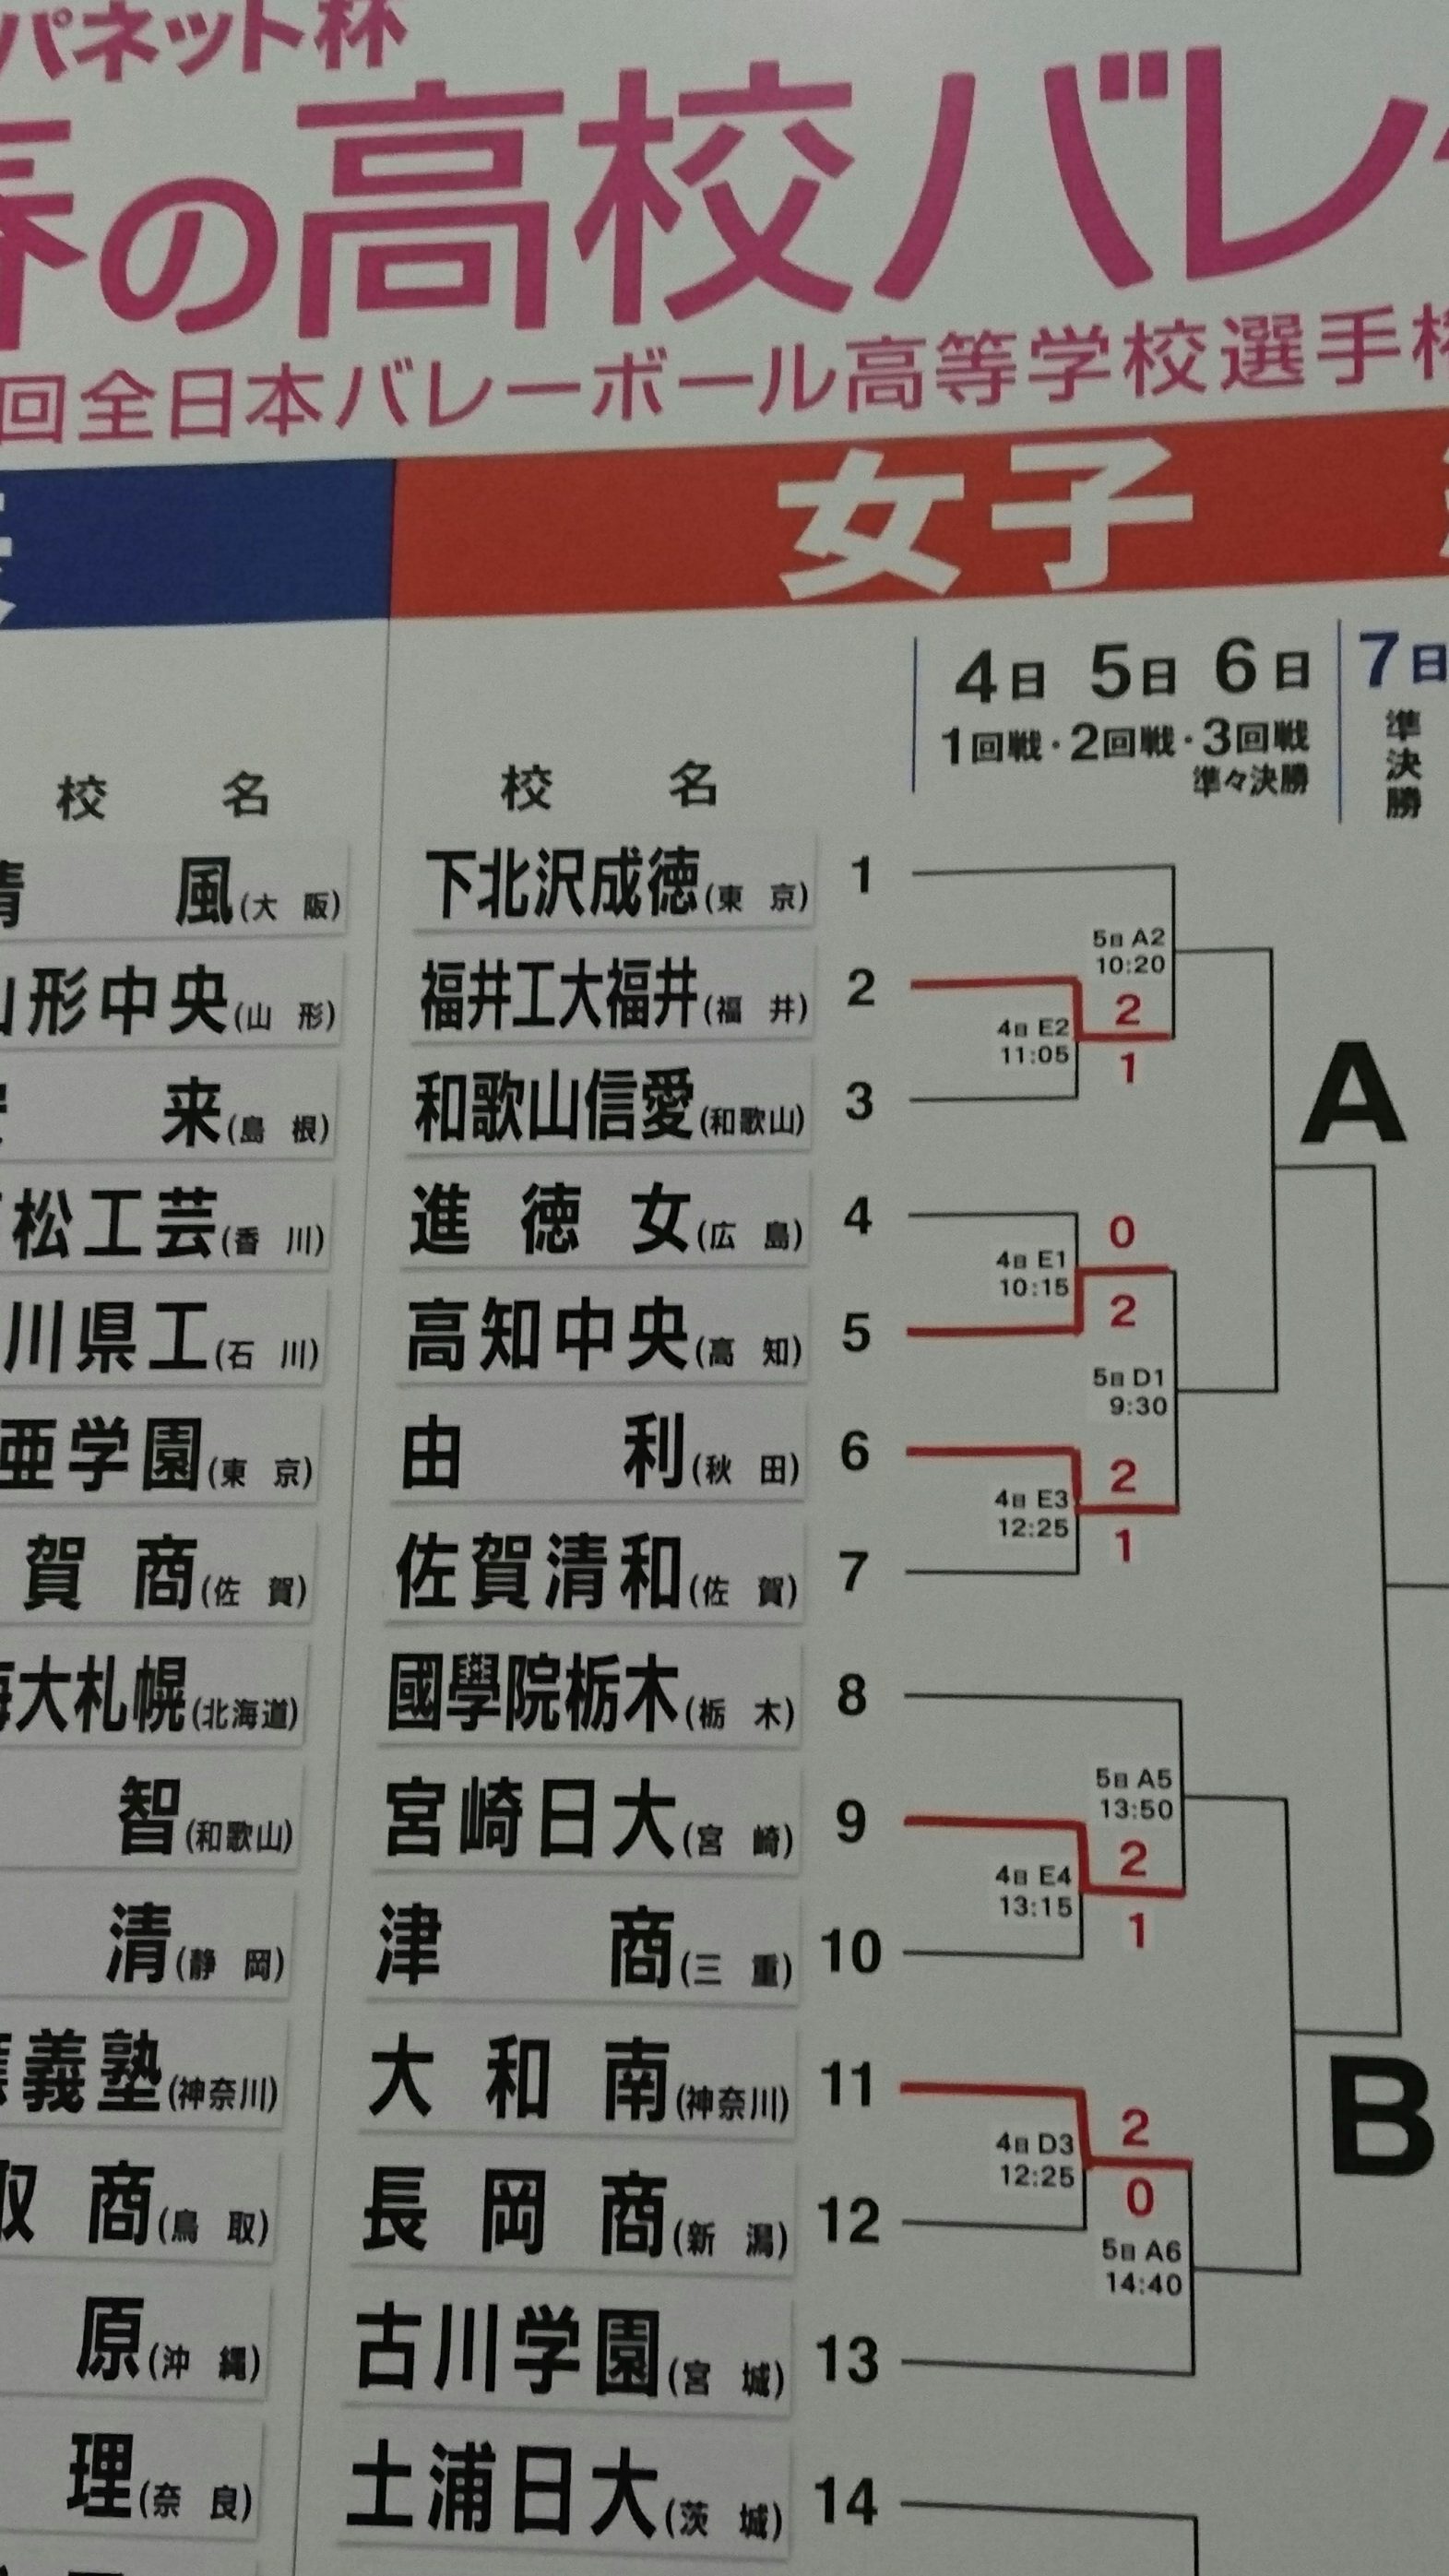 パネット杯
春の高校バレー
回全日本バレーボール高等学校選手権
女子
4日 5日 6日 7日
1回戦・2回戦・3回戦
準々決勝
準決勝
校名 校名
風(大阪) 下北沢成徳(東京) 1
5日 A2
10:20
形中央(山形) 福井工大福井(福井) 2
2
4日 E2
11:05
1
A
来(島根) 和歌山信愛(和歌山) 3
松工芸(香川) 進徳女(広島) 4
0
4日 E1
10:15
2
川県工(石川) 高知中央(高知) 5
5日 D1
9:30
亜学園(東京) 由利(秋田) 6
2
4日 E3
12:25
1
賀商(佐賀) 佐賀清和(佐賀) 7
海大札幌(北海道) 國學院栃木(栃木) 8
5日 A5
13:50
智(和歌山) 宮崎日大(宮崎) 9
2
4日 E4
13:15
1
清(静岡) 津商(三重) 10
B
義塾(神奈川) 大和南(神奈川) 11
2
4日 D3
12:25
0
取商(鳥取) 長岡商(新潟) 12
5日 A6
14:40
原(沖縄) 古川学園(宮城) 13
理(奈良) 土浦日大(茨城) 14